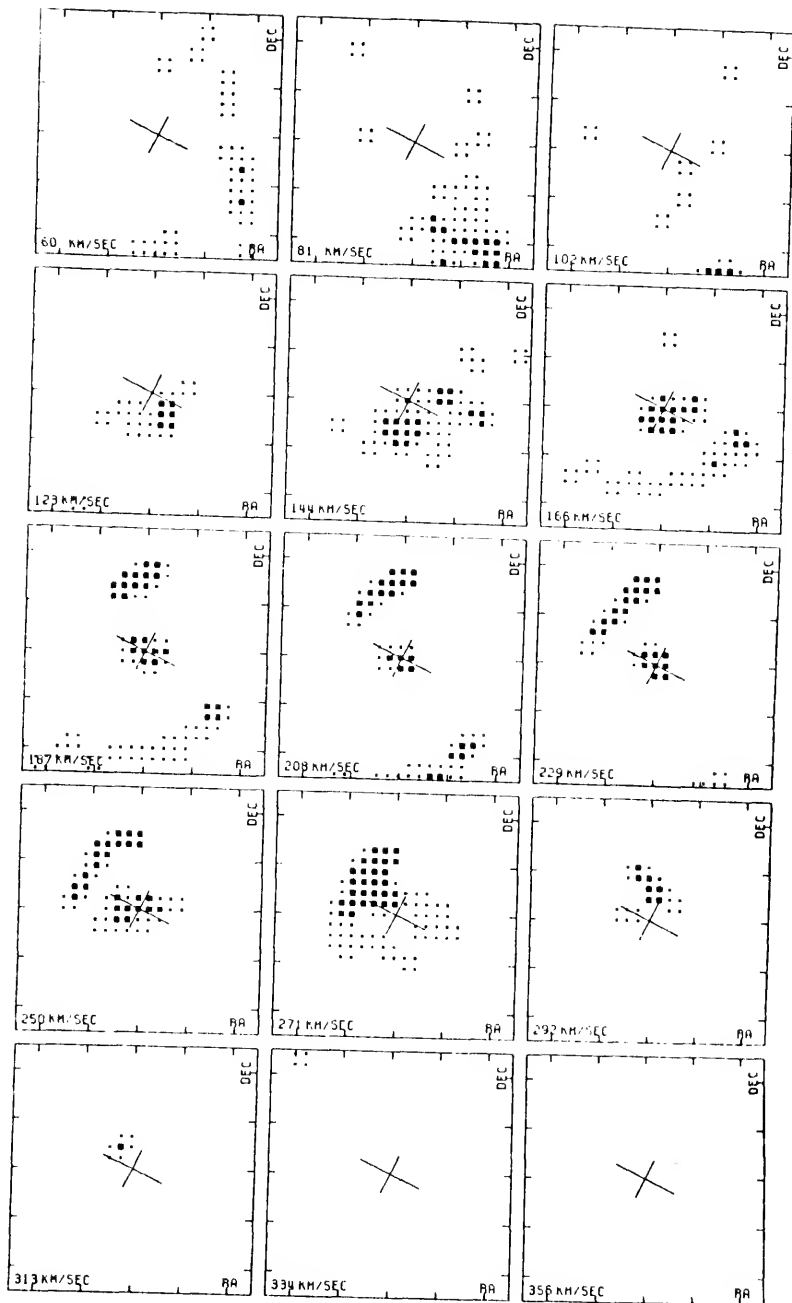 DEC
60 KM/SEC RA
DEC
81 KM/SEC RA
DEC
102 KM/SEC RA
DEC
123 KM/SEC RA
DEC
144 KM/SEC RA
DEC
166 KM/SEC RA
DEC
187 KM/SEC RA
DEC
208 KM/SEC RA
DEC
229 KM/SEC RA
DEC
250 KM/SEC RA
DEC
271 KM/SEC RA
DEC
292 KM/SEC RA
DEC
313 KM/SEC RA
DEC
334 KM/SEC RA
DEC
356 KM/SEC RA